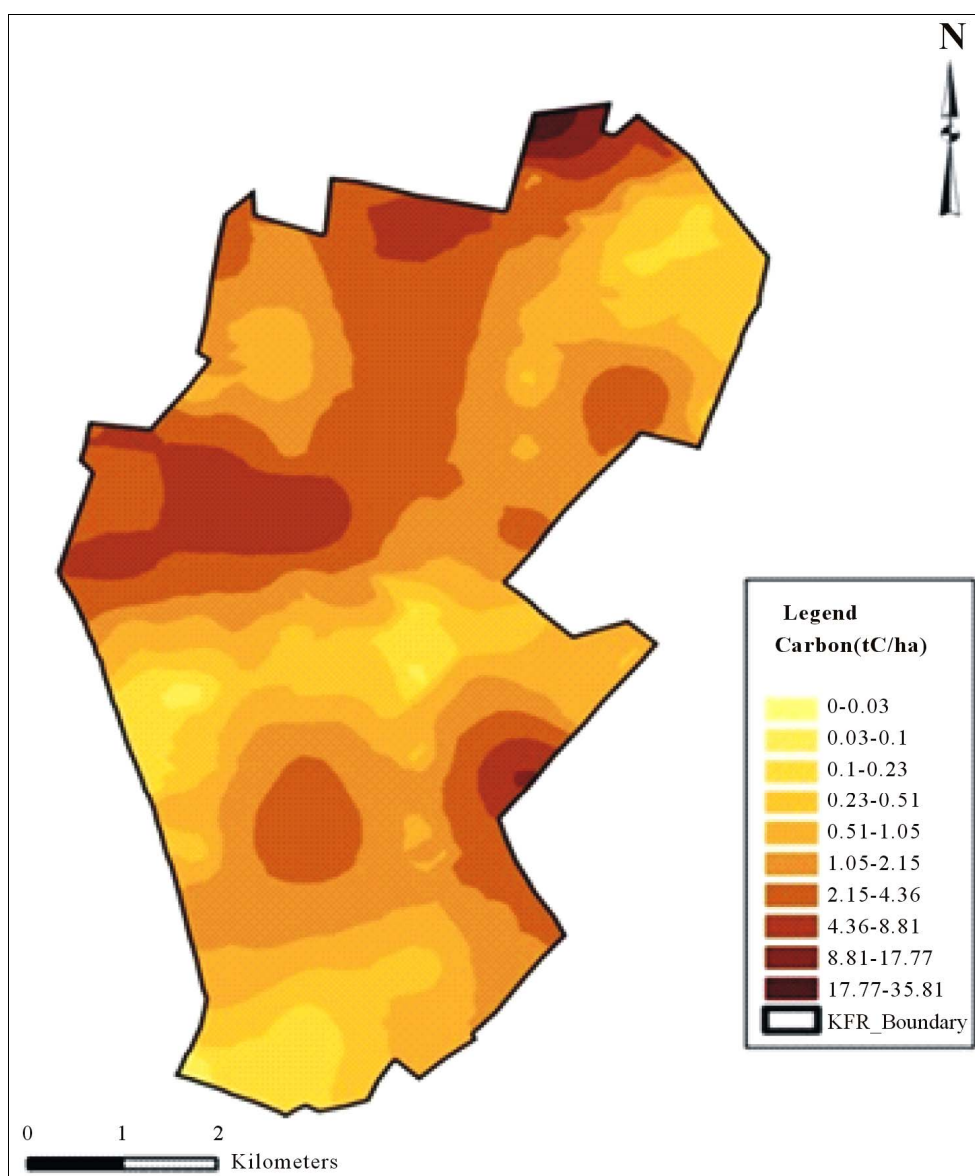 N
Legend
Carbon(tC/ha)
0-0.03
0.03-0.1
0.1-0.23
0.23-0.51
0.51-1.05
1.05-2.15
2.15-4.36
4.36-8.81
8.81-17.77
17.77-35.81
KFR_Boundary
0 1 2
Kilometers